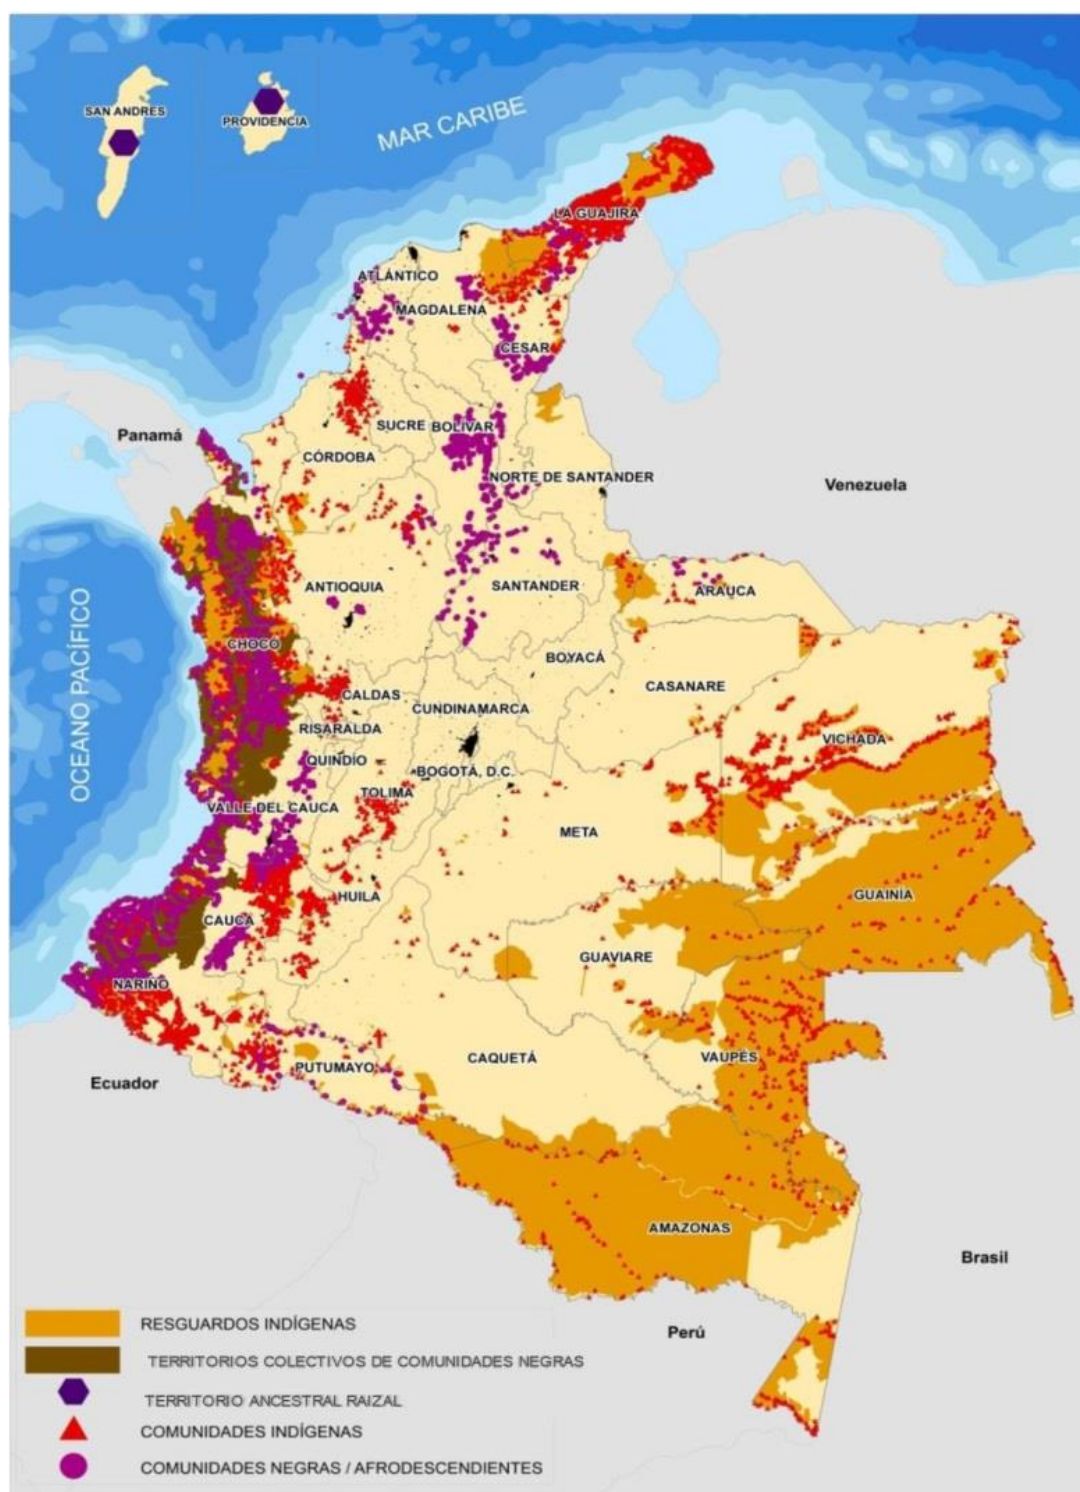 SAN ANDRES
PROVIDENCIA
MAR CARIBE
LA GUAJIRA
ATLÁNTICO
MAGDALENA
CESAR
SUCRE
BOLIVAR
Panamá
CÓRDOBA
NORTE DE SANTANDER
Venezuela
ANTIOQUIA
SANTANDER
ARAUCA
OCEANO PACÍFICO
CHOCO
BOYACÁ
CASANARE
CALDAS
CUNDINAMARCA
RISARALDA
VICHADA
QUINDÍO
BOGOTÁ, D.C.
TOLIMA
VALLE DEL CAUCA
META
HUILA
GUAINÍA
CAUCA
GUAVIARE
NARIÑO
CAQUETÁ
VAUPÉS
PUTUMAYO
Ecuador
AMAZONAS
Brasil
Perú
RESGUARDOS INDÍGENAS
TERRITORIOS COLECTIVOS DE COMUNIDADES NEGRAS
TERRITORIO ANCESTRAL RAIZAL
COMUNIDADES INDÍGENAS
COMUNIDADES NEGRAS / AFRODESCENDIENTES